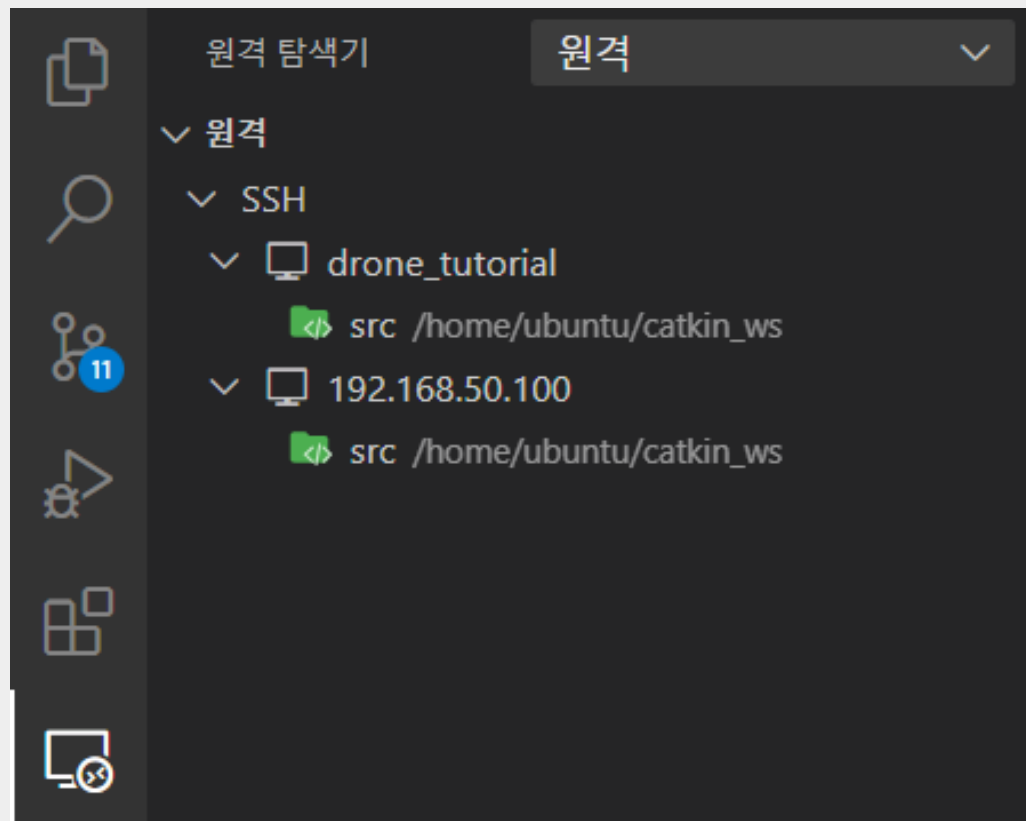 원격 탐색기 원격
원격
SSH
drone_tutorial
src /home/ubuntu/catkin_ws
11
192.168.50.100
src /home/ubuntu/catkin_ws